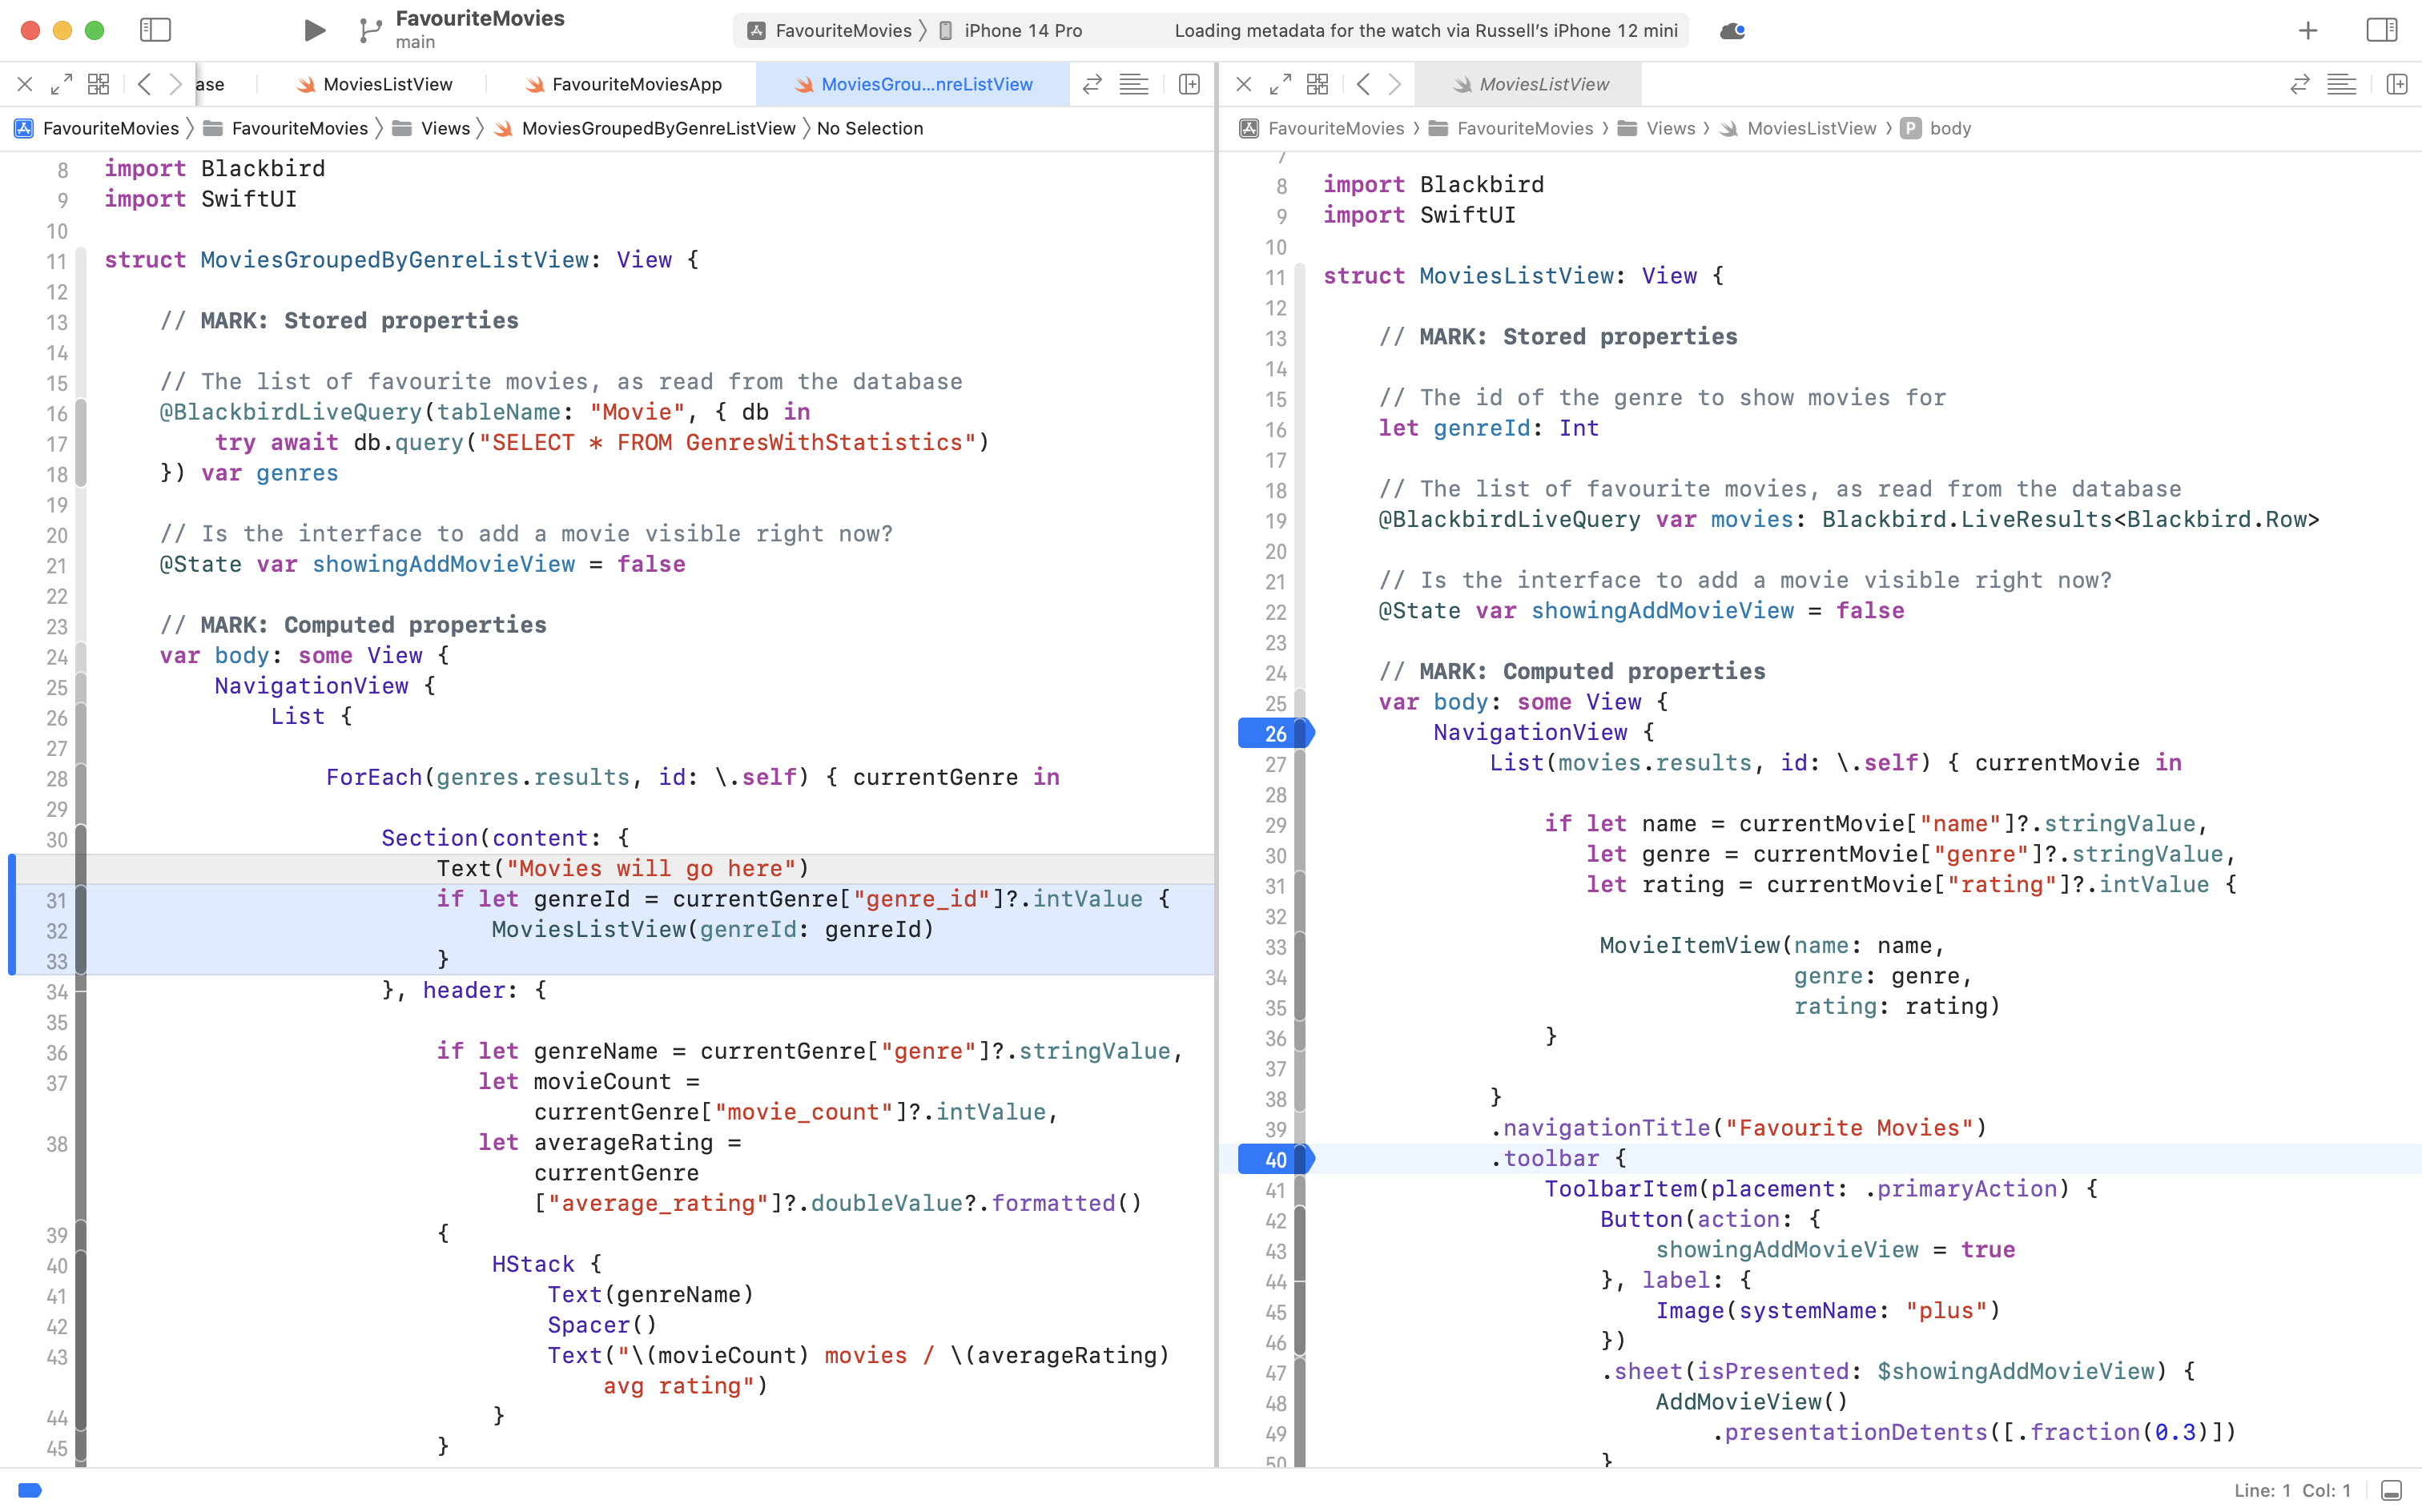 FavouriteMovies
main
FavouriteMovies 〉 iPhone 14 Pro
Loading metadata for the watch via Russell’s iPhone 12 mini
ase
MoviesListView
FavouriteMoviesApp
MoviesGrou...nreListView
FavouriteMovies 〉 FavouriteMovies 〉 Views 〉 MoviesGroupedByGenreListView 〉 No Selection
8 import Blackbird
9 import SwiftUI
10
11 struct MoviesGroupedByGenreListView: View {
12
13     // MARK: Stored properties
14
15     // The list of favourite movies, as read from the database
16     @BlackbirdLiveQuery(tableName: "Movie", { db in
17         try await db.query("SELECT * FROM GenresWithStatistics")
18     }) var genres
19
20     // Is the interface to add a movie visible right now?
21     @State var showingAddMovieView = false
22
23     // MARK: Computed properties
24     var body: some View {
25         NavigationView {
26             List {
27
28                 ForEach(genres.results, id: \.self) { currentGenre in
29
30                     Section(content: {
                        Text("Movies will go here")
31                         if let genreId = currentGenre["genre_id"]?.intValue {
32                             MoviesListView(genreId: genreId)
33                         }
34                     }, header: {
35
36                         if let genreName = currentGenre["genre"]?.stringValue,
37                            let movieCount =
                               currentGenre["movie_count"]?.intValue,
38                            let averageRating =
                               currentGenre
                               ["average_rating"]?.doubleValue?.formatted()
39                         {
40                             HStack {
41                                 Text(genreName)
42                                 Spacer()
43                                 Text("\(movieCount) movies / \(averageRating)
                                    avg rating")
44                             }
45                         }
MoviesListView
FavouriteMovies 〉 FavouriteMovies 〉 Views 〉 MoviesListView 〉 P body
7
8 import Blackbird
9 import SwiftUI
10
11 struct MoviesListView: View {
12
13     // MARK: Stored properties
14
15     // The id of the genre to show movies for
16     let genreId: Int
17
18     // The list of favourite movies, as read from the database
19     @BlackbirdLiveQuery var movies: Blackbird.LiveResults<Blackbird.Row>
20
21     // Is the interface to add a movie visible right now?
22     @State var showingAddMovieView = false
23
24     // MARK: Computed properties
25     var body: some View {
26         NavigationView {
27             List(movies.results, id: \.self) { currentMovie in
28
29                 if let name = currentMovie["name"]?.stringValue,
30                    let genre = currentMovie["genre"]?.stringValue,
31                    let rating = currentMovie["rating"]?.intValue {
32
33                     MovieItemView(name: name,
34                                   genre: genre,
35                                   rating: rating)
36                 }
37
38             }
39             .navigationTitle("Favourite Movies")
40             .toolbar {
41                 ToolbarItem(placement: .primaryAction) {
42                     Button(action: {
43                         showingAddMovieView = true
44                     }, label: {
45                         Image(systemName: "plus")
46                     })
47                     .sheet(isPresented: $showingAddMovieView) {
48                         AddMovieView()
49                             .presentationDetents([.fraction(0.3)])
50                     }
Line: 1 Col: 1